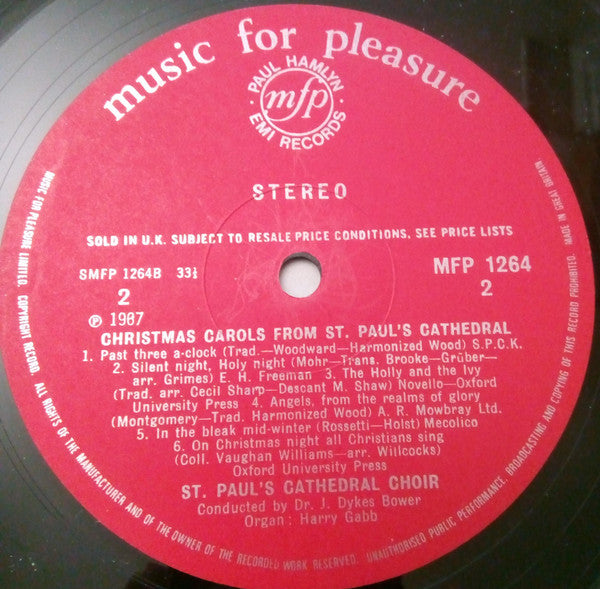 music for pleasure
PAUL HAMLYN
mfp
EMI RECORDS
STEREO
SOLD IN U.K. SUBJECT TO RESALE PRICE CONDITIONS, SEE PRICE LISTS
SMFP 1264B 33⅓
MFP 1264
2
2
℗ 1987
CHRISTMAS CAROLS FROM ST. PAUL'S CATHEDRAL
1. Past three a-clock (Trad.—Woodward—Harmonized Wood) S.P.C.K.
2. Silent night, Holy night (Mohr—Trans. Brooke—Grüber—
arr. Grimes) E. H. Freeman 3. The Holly and the Ivy
(Trad. arr. Cecil Sharp—Descant M. Shaw) Novello—Oxford
University Press 4. Angels, from the realms of glory
(Montgomery—Trad. Harmonized Wood) A. R. Mowbray Ltd.
5. In the bleak mid-winter (Rossetti—Holst) Mecolico
6. On Christmas night all Christians sing
(Coll. Vaughan Williams—arr. Willcocks)
Oxford University Press
ST. PAUL'S CATHEDRAL CHOIR
Conducted by Dr. J. Dykes Bower
Organ: Harry Gabb
MUSIC FOR PLEASURE LIMITED. COPYRIGHT RECORD. ALL RIGHTS OF THE MANUFACTURER AND OF THE OWNER OF THE RECORDED WORK RESERVED. UNAUTHORISED PUBLIC PERFORMANCE, BROADCASTING AND COPYING OF THIS RECORD PROHIBITED. MADE IN GREAT BRITAIN